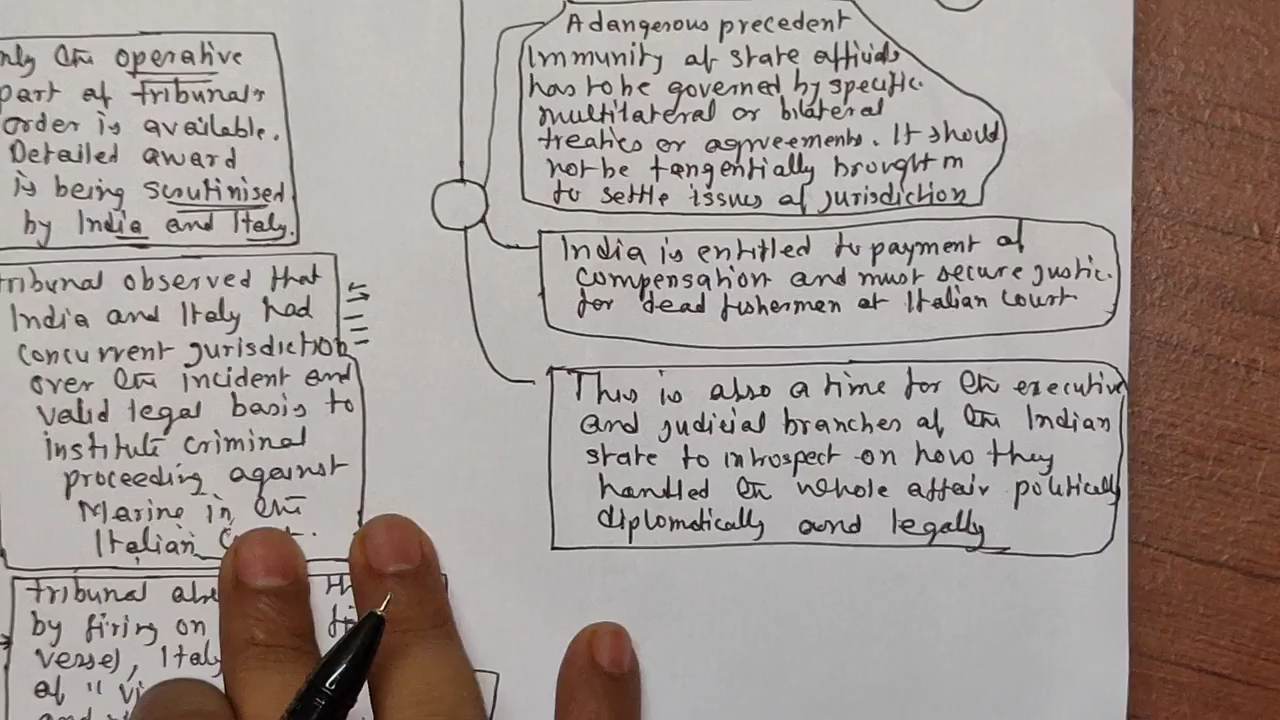 nly the operative
part of tribunal's
order is available.
Detailed award
is being scrutinised
by India and Italy.
tribunal observed that
India and Italy had
concurrent jurisdiction
over the incident and
valid legal basis to
institute criminal
proceeding against
Marine in the
Italian
tribunal
by firing on
vessel, Italy
of "
A dangerous precedent
Immunity of state officials
has to be governed by specific
multilateral or bilateral
treaties or agreements. It should
not be tangentially brought in
to settle issues of jurisdiction
India is entitled to payment of
compensation and must secure justic.
for dead fishermen at Italian Court
This is also a time for the executive
and judicial branches of the Indian
state to introspect on how they
handled the whole affair politically
diplomatically and legally